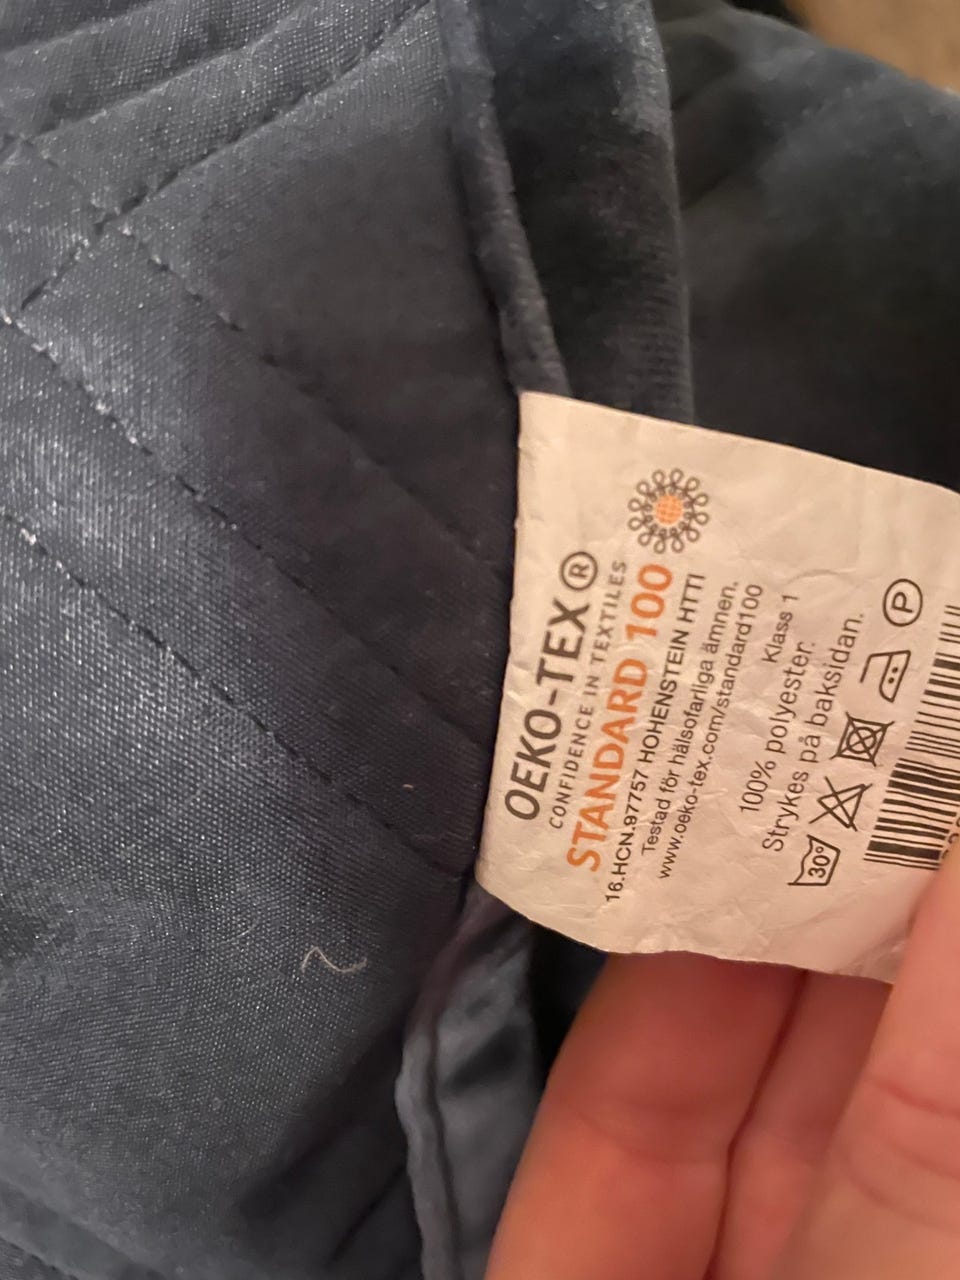 OEKO-TEX®
CONFIDENCE IN TEXTILES
STANDARD 100
16.HCN.97757 HOHENSTEIN HTTI
Testad för hälsofarliga ämnen.
www.oeko-tex.com/standard100
Klass 1
100% polyester.
Strykes på baksidan.
30° P